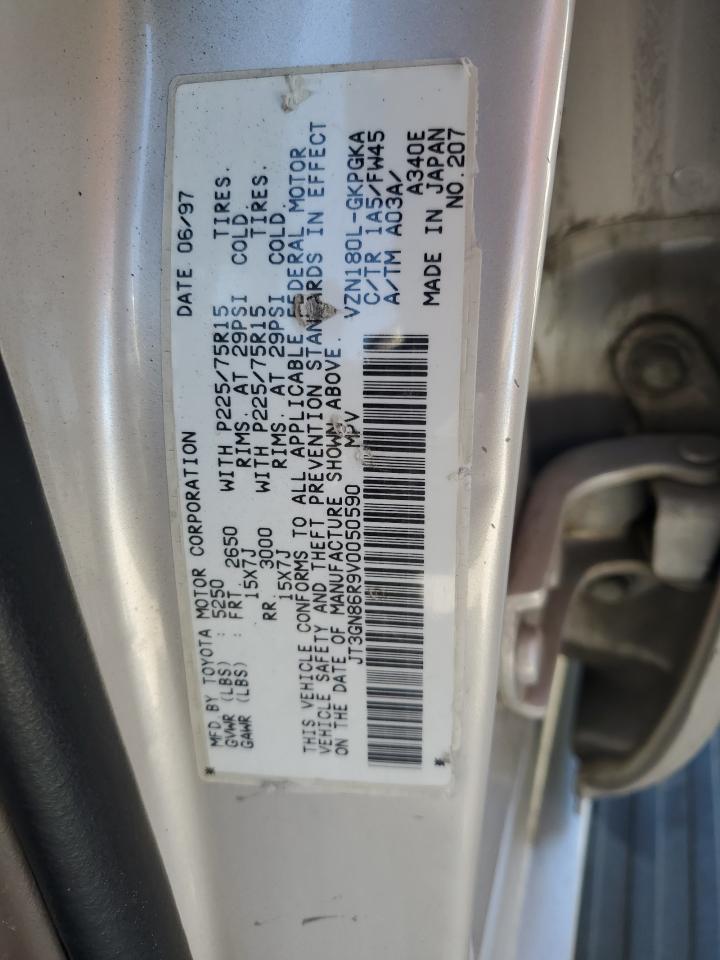 MFD. BY TOYOTA MOTOR CORPORATION DATE 06/97
GVWR (LBS) : 5250 WITH P225/75R15 TIRES.
GAWR (LBS) : FRT. 2650 RIMS. AT 29PSI COLD.
15X7J WITH P225/75R15 TIRES.
RR. 3000 RIMS. AT 29PSI COLD.
15X7J
THIS VEHICLE CONFORMS TO ALL APPLICABLE FEDERAL MOTOR
VEHICLE SAFETY AND THEFT PREVENTION STANDARDS IN EFFECT
ON THE DATE OF MANUFACTURE SHOWN ABOVE.
JT3GN86R9V0050590 MPV VZN180L-GKPGKA
C/TR 1A5/FW45
A/TM A03A/
A340E
MADE IN JAPAN
NO.207